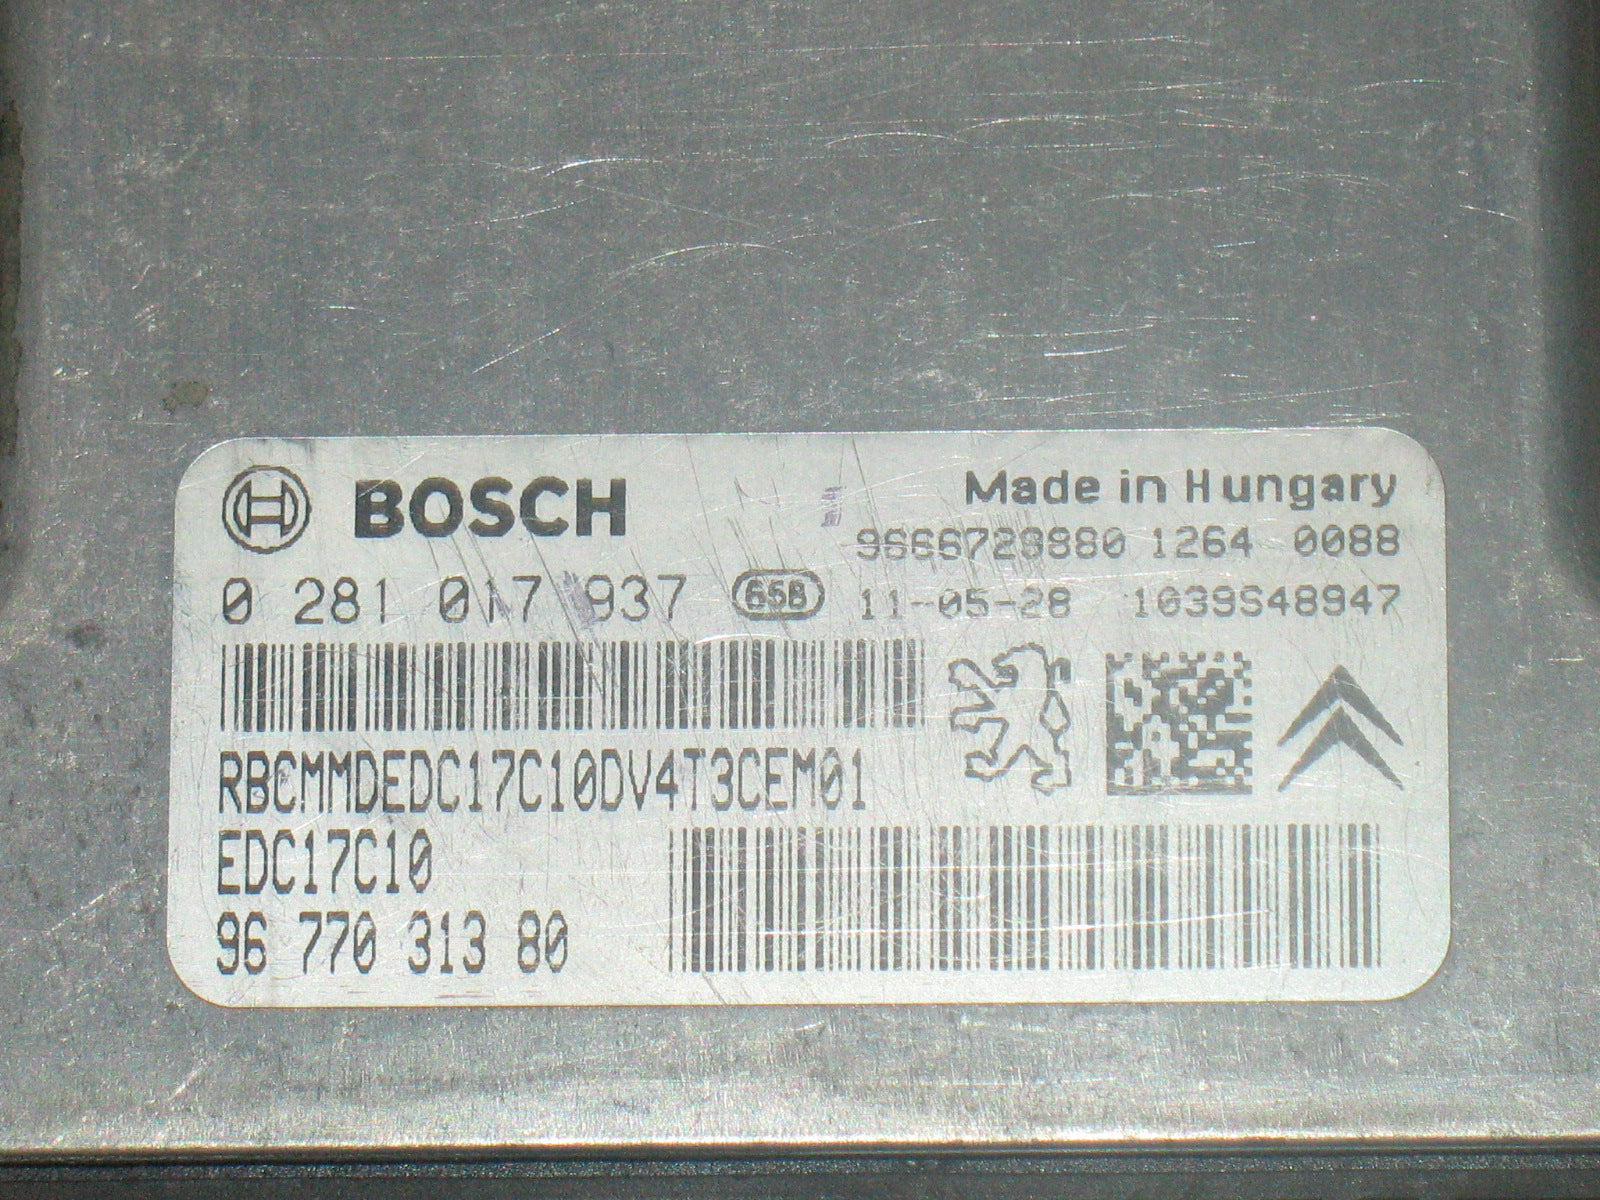 BOSCH
Made in Hungary
9666729880 1264 0088
0 281 017 937 65B
11-05-28 1039S48947
RBCMMDEDC17C10DV4T3CEM01
EDC17C10
96 770 313 80